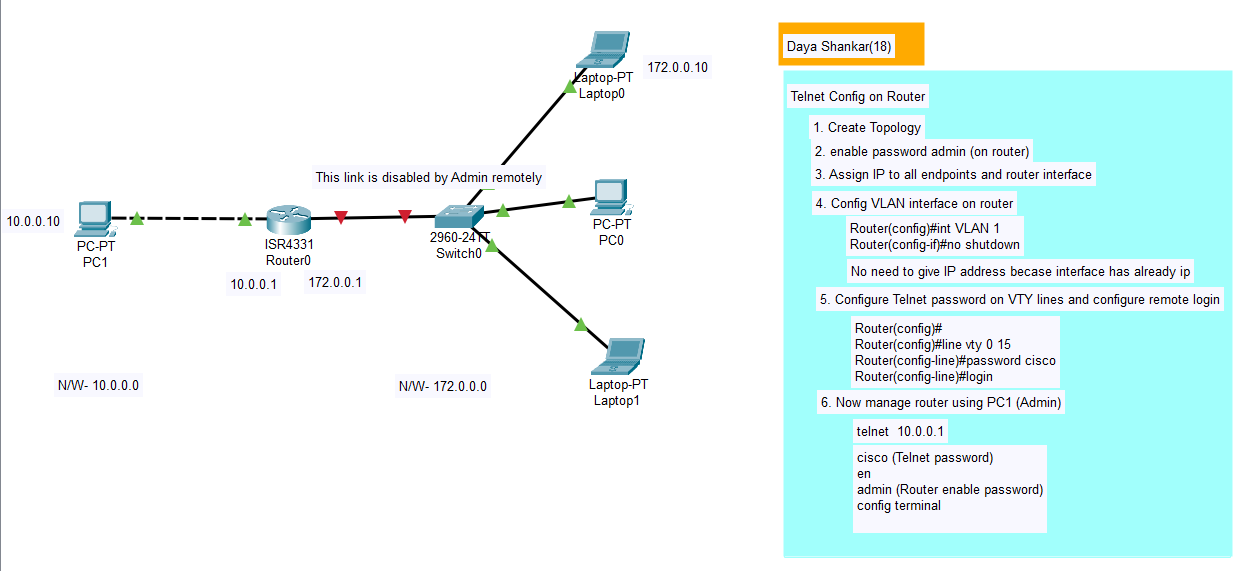 Laptop-PT
Laptop0
172.0.0.10
This link is disabled by Admin remotely
10.0.0.10
PC-PT
PC1
ISR4331
Router0
10.0.0.1
172.0.0.1
2960-24TT
Switch0
PC-PT
PC0
Laptop-PT
Laptop1
N/W- 10.0.0.0
N/W- 172.0.0.0
Daya Shankar(18)
Telnet Config on Router
1. Create Topology
2. enable password admin (on router)
3. Assign IP to all endpoints and router interface
4. Config VLAN interface on router
Router(config)#int VLAN 1
Router(config-if)#no shutdown
No need to give IP address becase interface has already ip
5. Configure Telnet password on VTY lines and configure remote login
Router(config)#
Router(config)#line vty 0 15
Router(config-line)#password cisco
Router(config-line)#login
6. Now manage router using PC1 (Admin)
telnet 10.0.0.1
cisco (Telnet password)
en
admin (Router enable password)
config terminal